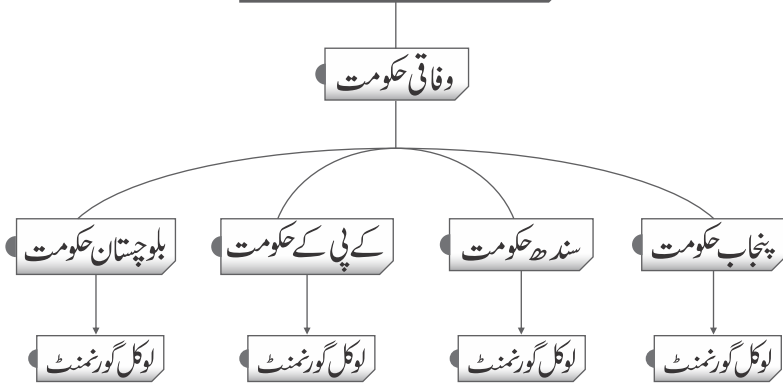 وفاقی حکومت
پنجاب حکومت
سندھ حکومت
کے پی کے حکومت
بلوچستان حکومت
لوکل گورنمنٹ
لوکل گورنمنٹ
لوکل گورنمنٹ
لوکل گورنمنٹ